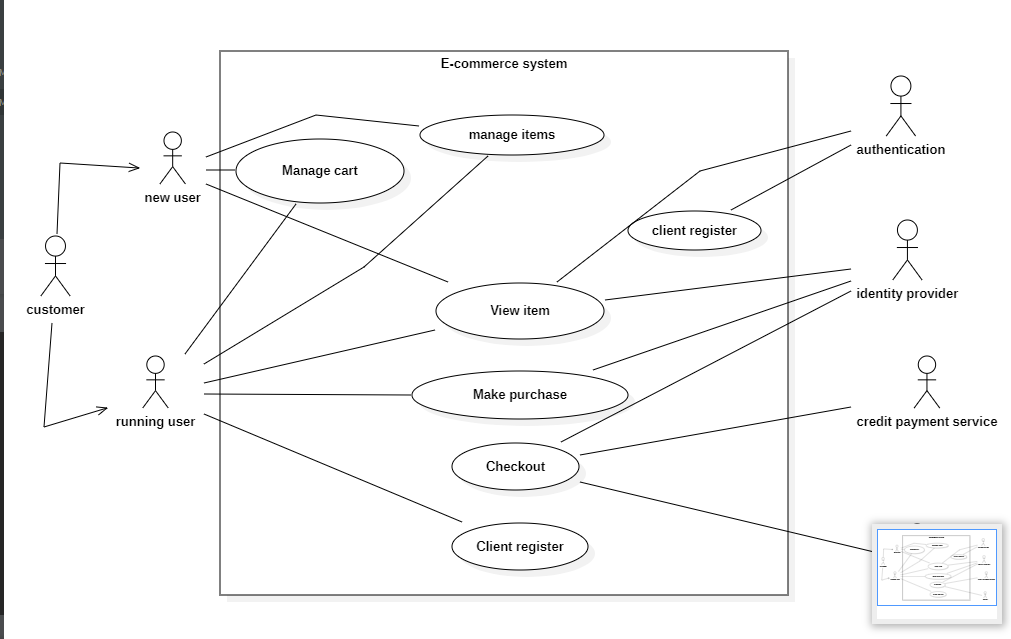 E-commerce system
manage items
Manage cart
authentication
new user
client register
customer
View item
identity provider
Make purchase
running user
credit payment service
Checkout
Client register